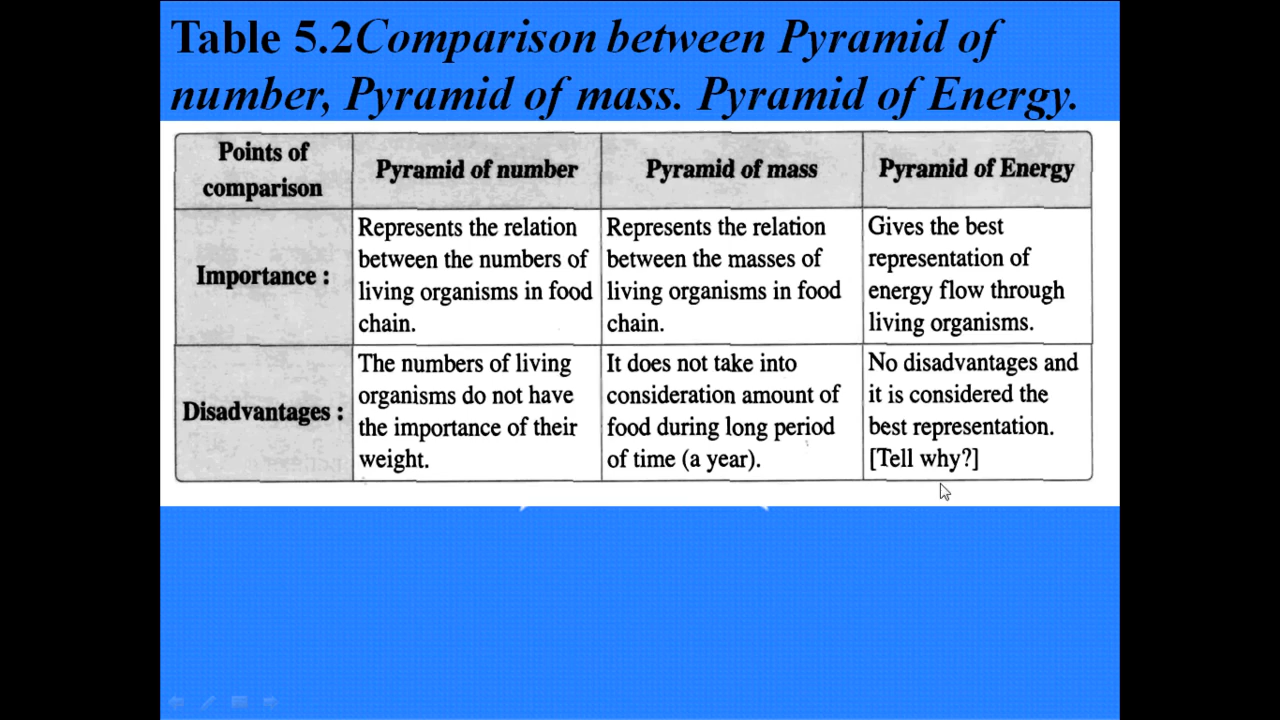 Table 5.2Comparison between Pyramid of
number, Pyramid of mass. Pyramid of Energy.
Points of
comparison
Pyramid of number
Pyramid of mass
Pyramid of Energy
Importance :
Represents the relation
between the numbers of
living organisms in food
chain.
Represents the relation
between the masses of
living organisms in food
chain.
Gives the best
representation of
energy flow through
living organisms.
Disadvantages :
The numbers of living
organisms do not have
the importance of their
weight.
It does not take into
consideration amount of
food during long period
of time (a year).
No disadvantages and
it is considered the
best representation.
[Tell why?]